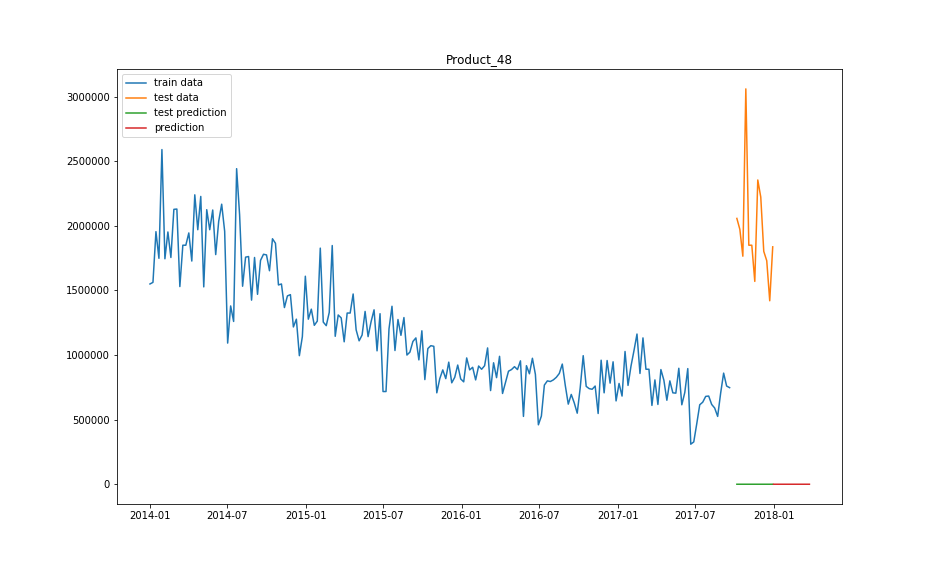 Product_48
train data
test data
test prediction
prediction
3000000
2500000
2000000
1500000
1000000
500000
0
2014-01 2014-07 2015-01 2015-07 2016-01 2016-07 2017-01 2017-07 2018-01